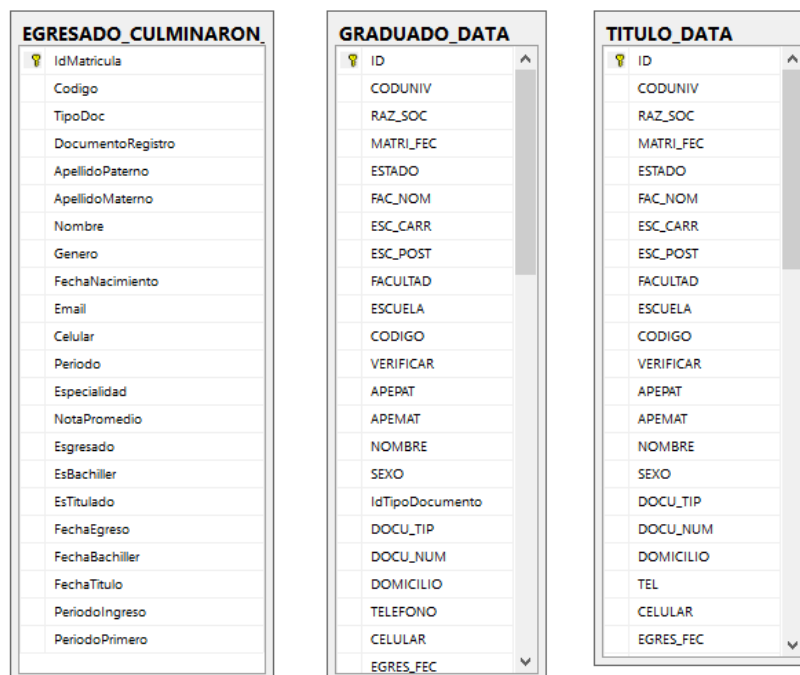 EGRESADO_CULMINARON_
IdMatricula
Codigo
TipoDoc
DocumentoRegistro
ApellidoPaterno
ApellidoMaterno
Nombre
Genero
FechaNacimiento
Email
Celular
Periodo
Especialidad
NotaPromedio
Esgresado
EsBachiller
EsTitulado
FechaEgreso
FechaBachiller
FechaTitulo
PeriodoIngreso
PeriodoPrimero
GRADUADO_DATA
ID
CODUNIV
RAZ_SOC
MATRI_FEC
ESTADO
FAC_NOM
ESC_CARR
ESC_POST
FACULTAD
ESCUELA
CODIGO
VERIFICAR
APEPAT
APEMAT
NOMBRE
SEXO
IdTipoDocumento
DOCU_TIP
DOCU_NUM
DOMICILIO
TELEFONO
CELULAR
EGRES_FEC
TITULO_DATA
ID
CODUNIV
RAZ_SOC
MATRI_FEC
ESTADO
FAC_NOM
ESC_CARR
ESC_POST
FACULTAD
ESCUELA
CODIGO
VERIFICAR
APEPAT
APEMAT
NOMBRE
SEXO
DOCU_TIP
DOCU_NUM
DOMICILIO
TEL
CELULAR
EGRES_FEC